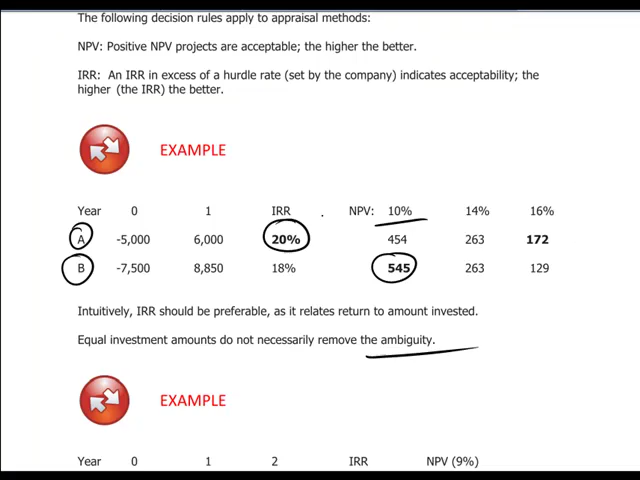 The following decision rules apply to appraisal methods:
NPV: Positive NPV projects are acceptable; the higher the better.
IRR: An IRR in excess of a hurdle rate (set by the company) indicates acceptability; the
higher (the IRR) the better.
EXAMPLE
Year 0 1 IRR . NPV: 10% 14% 16%
A -5,000 6,000 20% 454 263 172
B -7,500 8,850 18% 545 263 129
Intuitively, IRR should be preferable, as it relates return to amount invested.
Equal investment amounts do not necessarily remove the ambiguity.
EXAMPLE
Year 0 1 2 IRR NPV (9%)